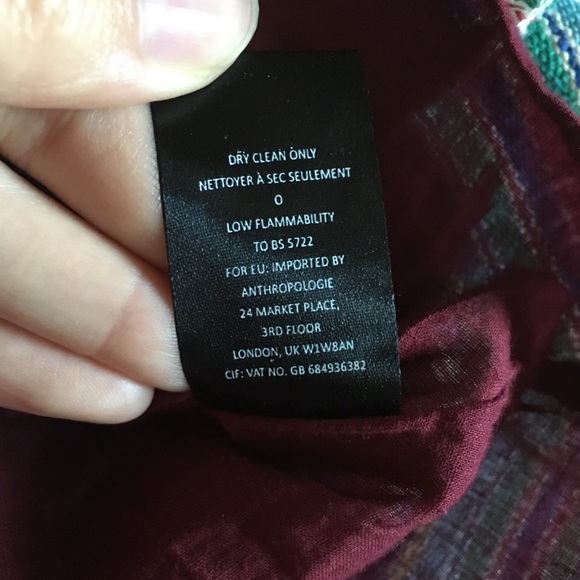 DRY CLEAN ONLY
NETTOYER À SEC SEULEMENT
O
LOW FLAMMABILITY
TO BS 5722
FOR EU: IMPORTED BY
ANTHROPOLOGIE
24 MARKET PLACE,
3RD FLOOR
LONDON, UK W1W8AN
CIF: VAT NO. GB 684936382